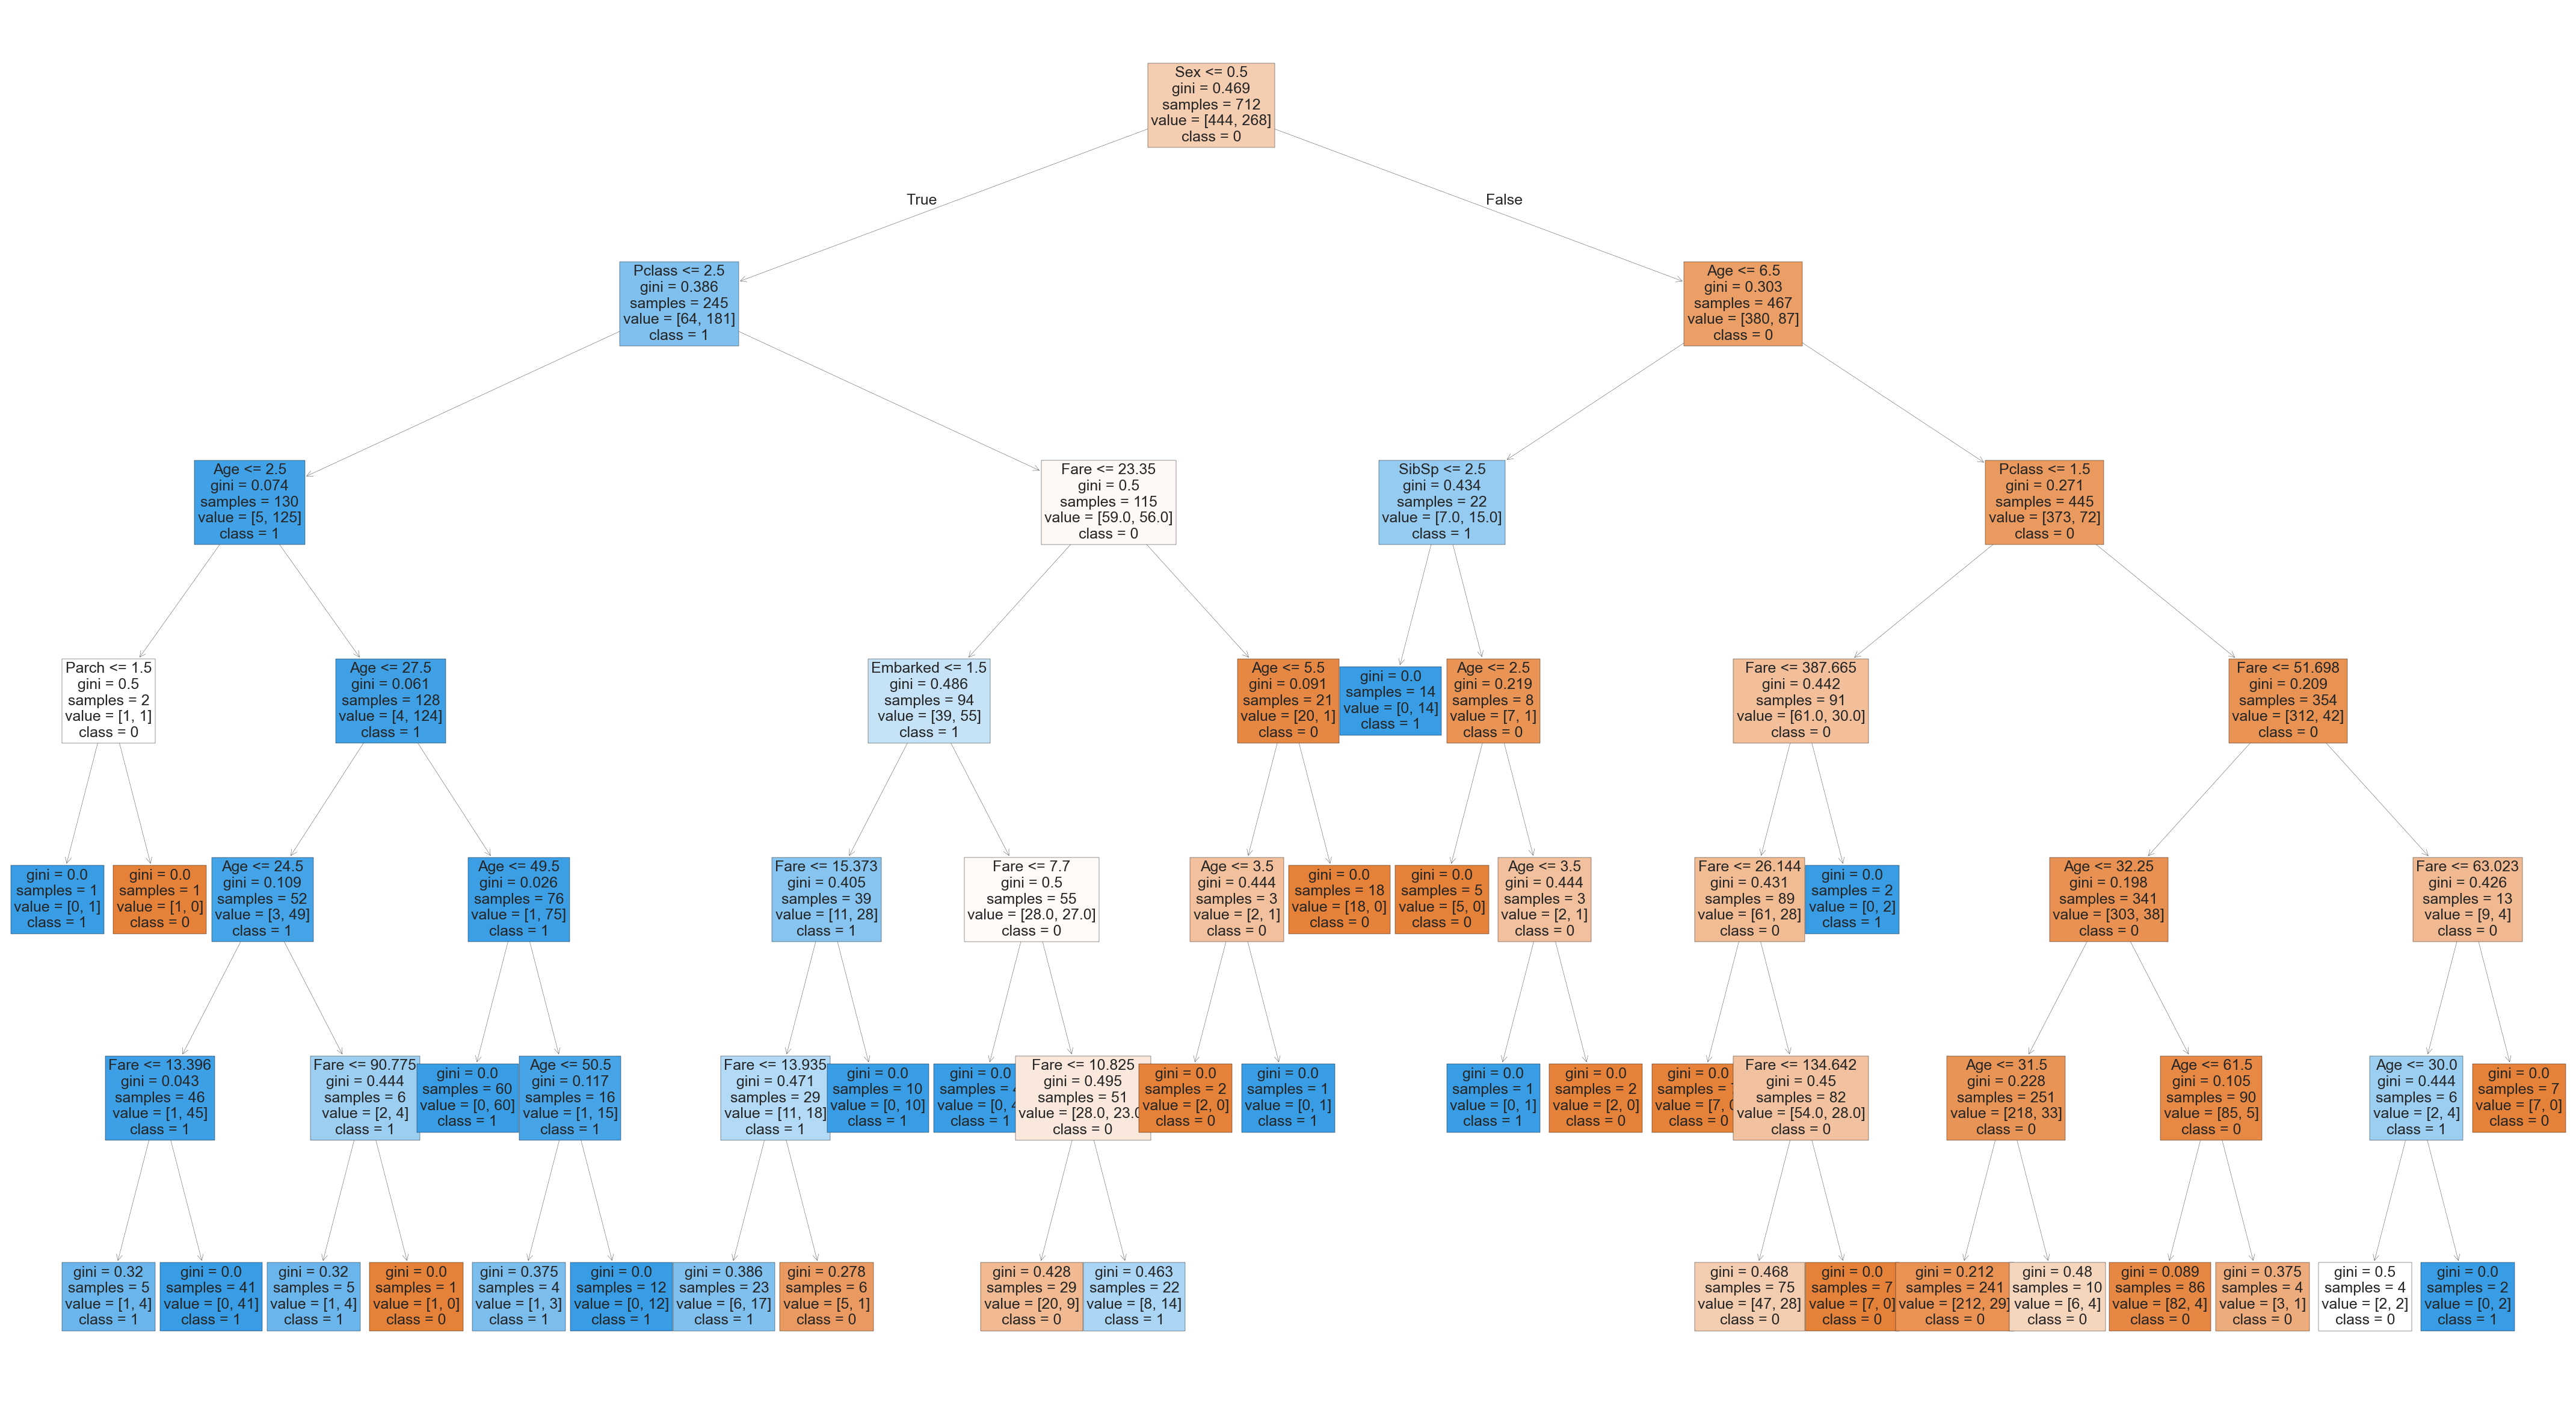 Sex <= 0.5
gini = 0.469
samples = 712
value = [444, 268]
class = 0
True
False
Pclass <= 2.5
gini = 0.386
samples = 245
value = [64, 181]
class = 1
Age <= 6.5
gini = 0.303
samples = 467
value = [380, 87]
class = 0
Age <= 2.5
gini = 0.074
samples = 130
value = [5, 125]
class = 1
Fare <= 23.35
gini = 0.5
samples = 115
value = [59.0, 56.0]
class = 0
SibSp <= 2.5
gini = 0.434
samples = 22
value = [7.0, 15.0]
class = 1
Pclass <= 1.5
gini = 0.271
samples = 445
value = [373, 72]
class = 0
Parch <= 1.5
gini = 0.5
samples = 2
value = [1, 1]
class = 0
Age <= 27.5
gini = 0.061
samples = 128
value = [4, 124]
class = 1
Embarked <= 1.5
gini = 0.486
samples = 94
value = [39, 55]
class = 1
Age <= 5.5
gini = 0.091
samples = 21
value = [20, 1]
class = 0
gini = 0.0
samples = 14
value = [0, 14]
class = 1
Age <= 2.5
gini = 0.219
samples = 8
value = [7, 1]
class = 0
Fare <= 387.665
gini = 0.442
samples = 91
value = [61.0, 30.0]
class = 0
Fare <= 51.698
gini = 0.209
samples = 354
value = [312, 42]
class = 0
gini = 0.0
samples = 1
value = [0, 1]
class = 1
gini = 0.0
samples = 1
value = [1, 0]
class = 0
Age <= 24.5
gini = 0.109
samples = 52
value = [3, 49]
class = 1
Age <= 49.5
gini = 0.026
samples = 76
value = [1, 75]
class = 1
Fare <= 15.373
gini = 0.405
samples = 39
value = [11, 28]
class = 1
Fare <= 7.7
gini = 0.5
samples = 55
value = [28.0, 27.0]
class = 0
Age <= 3.5
gini = 0.444
samples = 3
value = [2, 1]
class = 0
gini = 0.0
samples = 18
value = [18, 0]
class = 0
gini = 0.0
samples = 5
value = [5, 0]
class = 0
Age <= 3.5
gini = 0.444
samples = 3
value = [2, 1]
class = 0
Fare <= 26.144
gini = 0.431
samples = 89
value = [61, 28]
class = 0
gini = 0.0
samples = 2
value = [0, 2]
class = 1
Age <= 32.25
gini = 0.198
samples = 341
value = [303, 38]
class = 0
Fare <= 63.023
gini = 0.426
samples = 13
value = [9, 4]
class = 0
Fare <= 13.396
gini = 0.043
samples = 46
value = [1, 45]
class = 1
Fare <= 90.775
gini = 0.444
samples = 6
value = [2, 4]
class = 1
gini = 0.0
samples = 60
value = [0, 60]
class = 1
Age <= 50.5
gini = 0.117
samples = 16
value = [1, 15]
class = 1
Fare <= 13.935
gini = 0.471
samples = 29
value = [11, 18]
class = 1
gini = 0.0
samples = 10
value = [0, 10]
class = 1
gini = 0.0
samples =
value = [0,
class = 1
Fare <= 10.825
gini = 0.495
samples = 51
value = [28.0, 23.0
class = 0
gini = 0.0
samples = 2
value = [2, 0]
class = 0
gini = 0.0
samples = 1
value = [0, 1]
class = 1
gini = 0.0
samples = 1
value = [0, 1]
class = 1
gini = 0.0
samples = 2
value = [2, 0]
class = 0
gini = 0.0
samples =
value = [7,
class = 0
Fare <= 134.642
gini = 0.45
samples = 82
value = [54.0, 28.0]
class = 0
Age <= 31.5
gini = 0.228
samples = 251
value = [218, 33]
class = 0
Age <= 61.5
gini = 0.105
samples = 90
value = [85, 5]
class = 0
Age <= 30.0
gini = 0.444
samples = 6
value = [2, 4]
class = 1
gini = 0.0
samples = 7
value = [7, 0]
class = 0
gini = 0.32
samples = 5
value = [1, 4]
class = 1
gini = 0.0
samples = 41
value = [0, 41]
class = 1
gini = 0.32
samples = 5
value = [1, 4]
class = 1
gini = 0.0
samples = 1
value = [1, 0]
class = 0
gini = 0.375
samples = 4
value = [1, 3]
class = 1
gini = 0.0
samples = 12
value = [0, 12]
class = 1
gini = 0.386
samples = 23
value = [6, 17]
class = 1
gini = 0.278
samples = 6
value = [5, 1]
class = 0
gini = 0.428
samples = 29
value = [20, 9]
class = 0
gini = 0.463
samples = 22
value = [8, 14]
class = 1
gini = 0.468
samples = 75
value = [47, 28]
class = 0
gini = 0.0
samples = 7
value = [7, 0]
class = 0
gini = 0.212
samples = 241
value = [212, 29]
class = 0
gini = 0.48
samples = 10
value = [6, 4]
class = 0
gini = 0.089
samples = 86
value = [82, 4]
class = 0
gini = 0.375
samples = 4
value = [3, 1]
class = 0
gini = 0.5
samples = 4
value = [2, 2]
class = 0
gini = 0.0
samples = 2
value = [0, 2]
class = 1